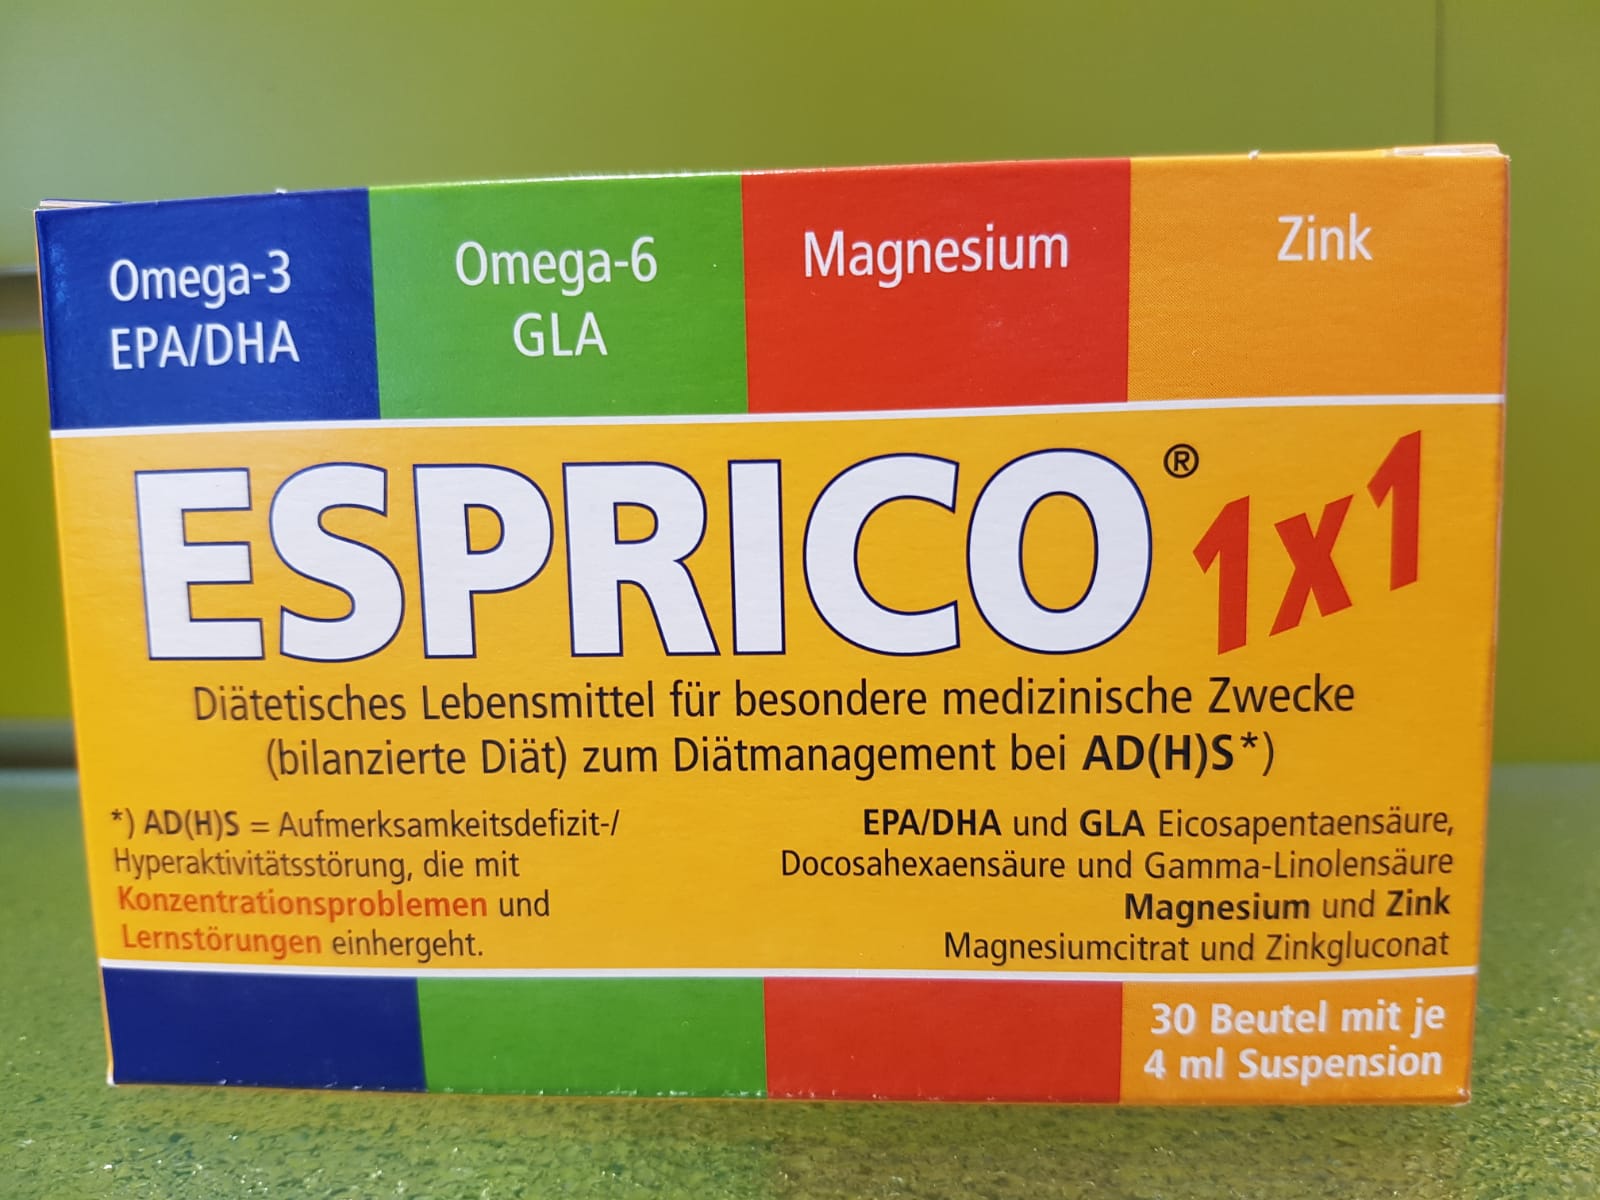 Omega-3
EPA/DHA
Omega-6
GLA
Magnesium
Zink
ESPRICO® 1x1
Diätetisches Lebensmittel für besondere medizinische Zwecke
(bilanzierte Diät) zum Diätmanagement bei AD(H)S*)
*) AD(H)S = Aufmerksamkeitsdefizit-/
Hyperaktivitätsstörung, die mit
Konzentrationsproblemen und
Lernstörungen einhergeht.
EPA/DHA und GLA Eicosapentaensäure,
Docosahexaensäure und Gamma-Linolensäure
Magnesium und Zink
Magnesiumcitrat und Zinkgluconat
30 Beutel mit je
4 ml Suspension